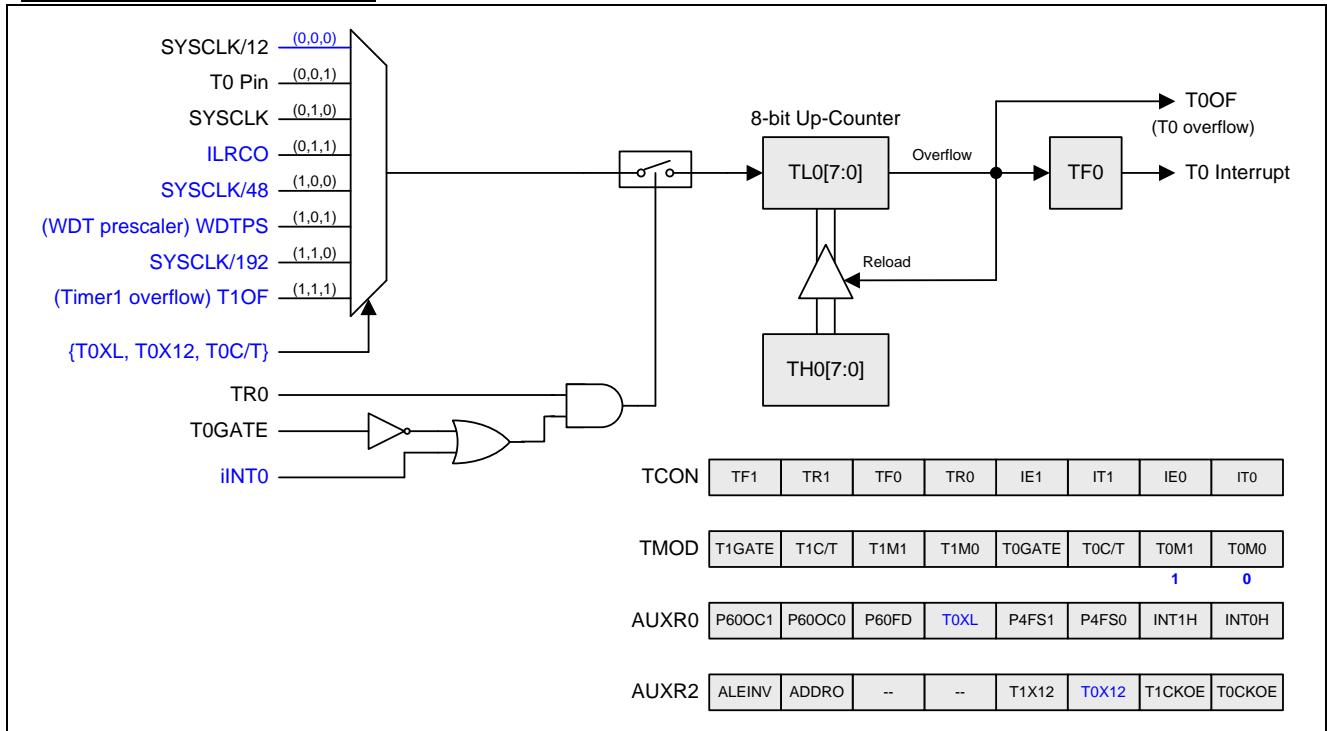 SYSCLK/12 (0,0,0)
T0 Pin (0,0,1)
SYSCLK (0,1,0)
ILRCO (0,1,1)
SYSCLK/48 (1,0,0)
(WDT prescaler) WDTPS (1,0,1)
SYSCLK/192 (1,1,0)
(Timer1 overflow) T1OF (1,1,1)
{T0XL, T0X12, T0C/T}
TR0
T0GATE
iINT0
8-bit Up-Counter
TL0[7:0]
Overflow
TF0
T0OF
(T0 overflow)
T0 Interrupt
Reload
TH0[7:0]
TCON TF1 TR1 TF0 TR0 IE1 IT1 IE0 IT0
TMOD T1GATE T1C/T T1M1 T1M0 T0GATE T0C/T T0M1 T0M0
1 0
AUXR0 P60OC1 P60OC0 P60FD T0XL P4FS1 P4FS0 INT1H INT0H
AUXR2 ALEINV ADDRO -- -- T1X12 T0X12 T1CKOE T0CKOE